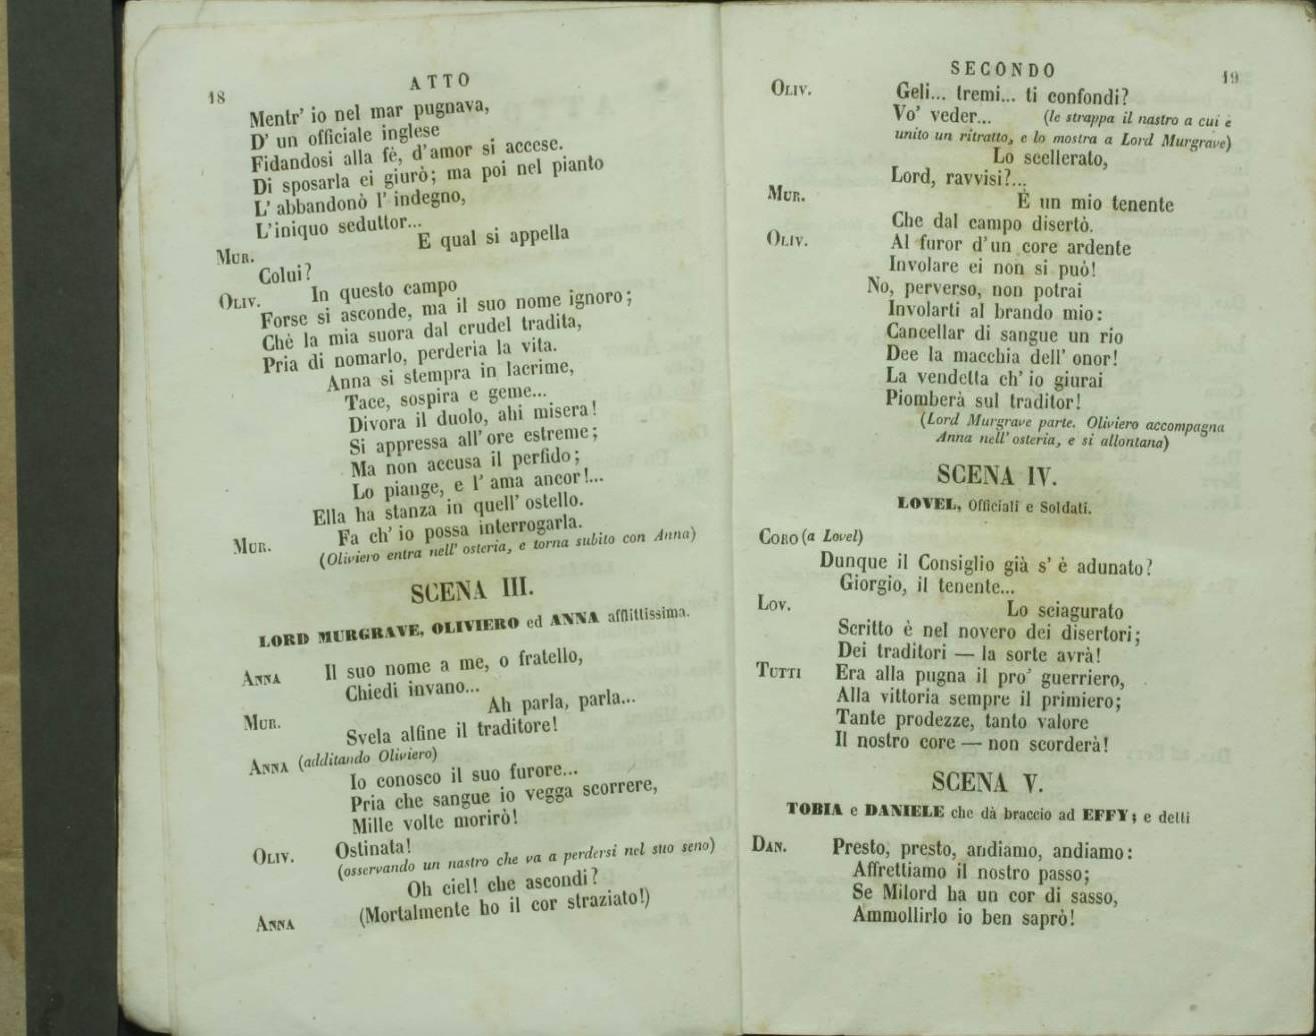 18
ATTO
Mentr' io nel mar pugnava,
D' un officiale inglese
Fidandosi alla fè, d'amor si accese.
Di sposarla ei giurò; ma poi nel pianto
L' abbandonò l' indegno,
L'iniquo seduttor...
Mur. E qual si appella
Colui?
Oliv. In questo campo
Forse si asconde, ma il suo nome ignoro;
Chè la mia suora dal crudel tradita,
Pria di nomarlo, perderia la vita.
Anna si stempra in lacrime,
Tace, sospira e geme...
Divora il duolo, ahi misera!
Si appressa all' ore estreme;
Ma non accusa il perfido;
Lo piange, e l' ama ancor!...
Ella ha stanza in quell' ostello.
Mur. Fa ch' io possa interrogarla.
(Oliviero entra nell' osteria, e torna subito con Anna)
SCENA III.
LORD MURGRAVE, OLIVIERO ed ANNA afflittissima.
Anna Il suo nome a me, o fratello,
Chiedi invano...
Mur. Ah parla, parla...
Svela alfine il traditore!
Anna (additando Oliviero)
Io conosco il suo furore...
Pria che sangue io vegga scorrere,
Mille volte morirò!
Oliv. Ostinata!
(osservando un nastro che va a perdersi nel suo seno)
Oh ciel! che ascondi?
Anna (Mortalmente ho il cor straziato!)
SECONDO
19
Oliv. Geli... tremi... ti confondi?
Vo' veder... (le strappa il nastro a cui è
unito un ritratto, e lo mostra a Lord Murgrave)
Lo scellerato,
Lord, ravvisi?...
Mur. È un mio tenente
Che dal campo disertò.
Oliv. Al furor d'un core ardente
Involare ei non si può!
No, perverso, non potrai
Involarti al brando mio:
Cancellar di sangue un rio
Dee la macchia dell' onor!
La vendetta ch' io giurai
Piomberà sul traditor!
(Lord Murgrave parte. Oliviero accompagna
Anna nell' osteria, e si allontana)
SCENA IV.
LOVEL, Officiali e Soldati.
Coro (a Lovel)
Dunque il Consiglio già s' è adunato?
Giorgio, il tenente...
Lov. Lo sciagurato
Scritto è nel novero dei disertori;
Dei traditori — la sorte avrà!
Tutti Era alla pugna il pro' guerriero,
Alla vittoria sempre il primiero;
Tante prodezze, tanto valore
Il nostro core — non scorderà!
SCENA V.
TOBIA e DANIELE che dà braccio ad EFFY; e detti
Dan. Presto, presto, andiamo, andiamo:
Affrettiamo il nostro passo;
Se Milord ha un cor di sasso,
Ammollirlo io ben saprò!